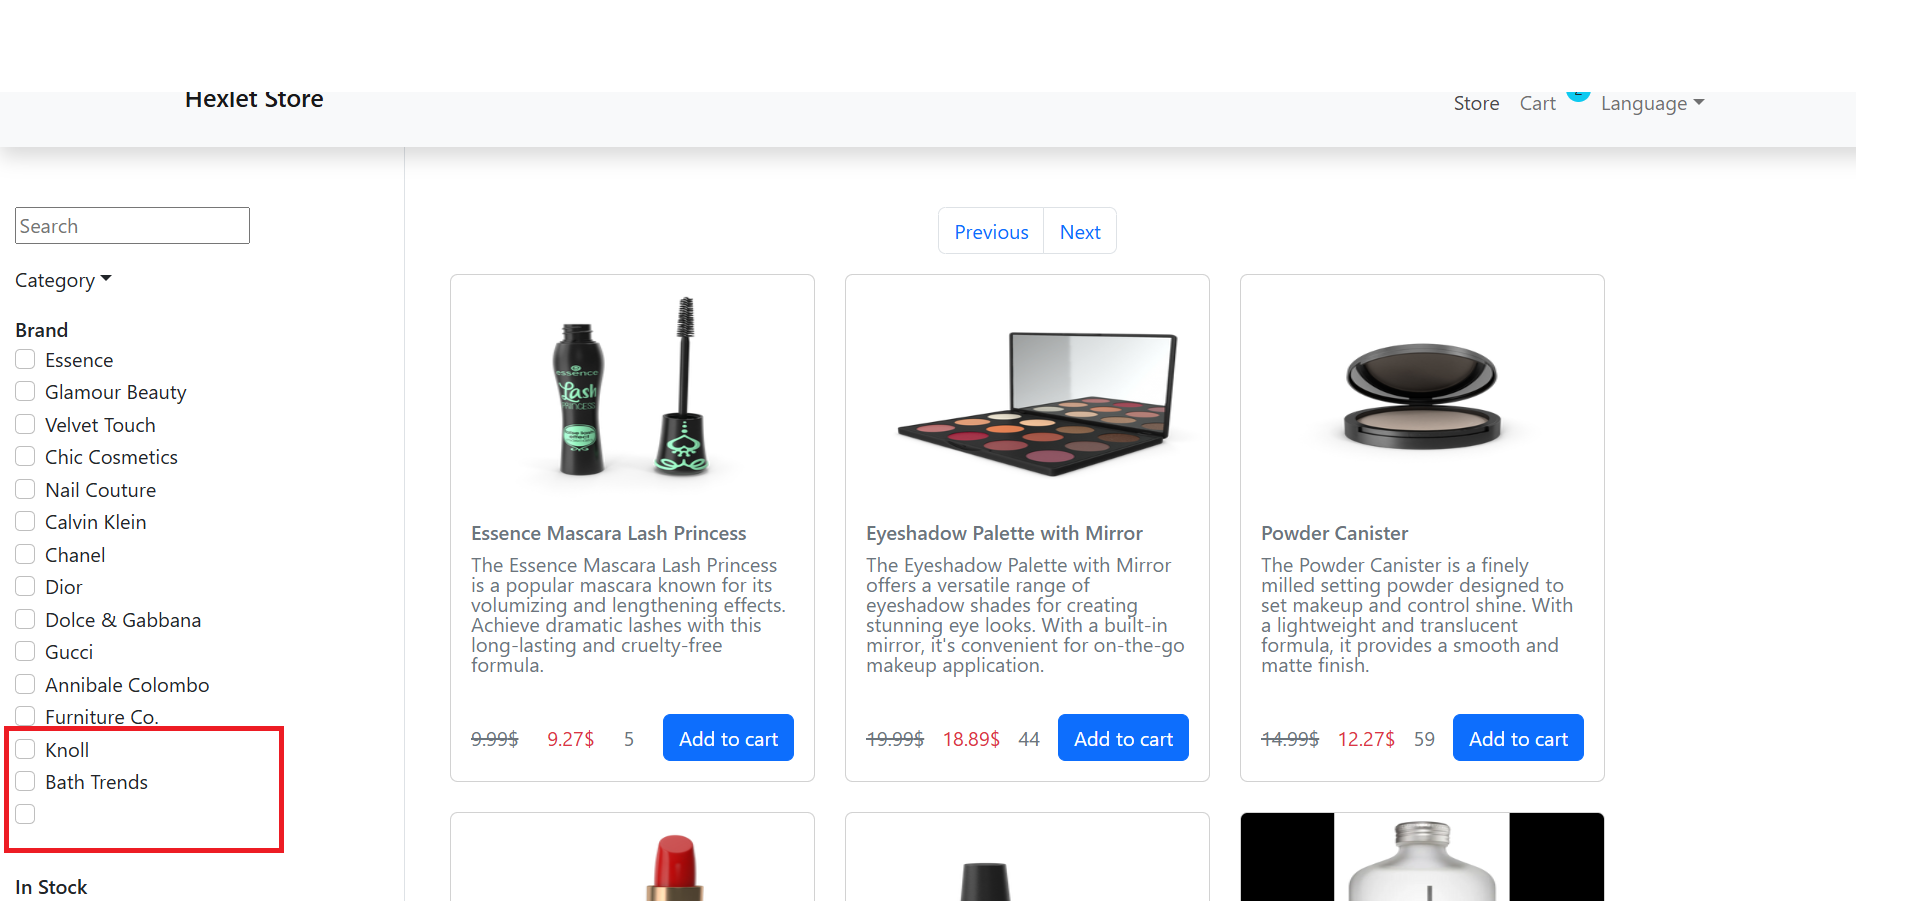 Hexlet Store
Store Cart 2 Language
Search
Category
Previous Next
Brand
Essence
Glamour Beauty
Velvet Touch
Chic Cosmetics
Nail Couture
Calvin Klein
Chanel
Dior
Dolce & Gabbana
Gucci
Annibale Colombo
Furniture Co.
Knoll
Bath Trends
In Stock
essence
Lash
PRINCESS
Essence Mascara Lash Princess
The Essence Mascara Lash Princess
is a popular mascara known for its
volumizing and lengthening effects.
Achieve dramatic lashes with this
long-lasting and cruelty-free
formula.
9.99$ 9.27$ 5 Add to cart
Eyeshadow Palette with Mirror
The Eyeshadow Palette with Mirror
offers a versatile range of
eyeshadow shades for creating
stunning eye looks. With a built-in
mirror, it's convenient for on-the-go
makeup application.
19.99$ 18.89$ 44 Add to cart
Powder Canister
The Powder Canister is a finely
milled setting powder designed to
set makeup and control shine. With
a lightweight and translucent
formula, it provides a smooth and
matte finish.
14.99$ 12.27$ 59 Add to cart